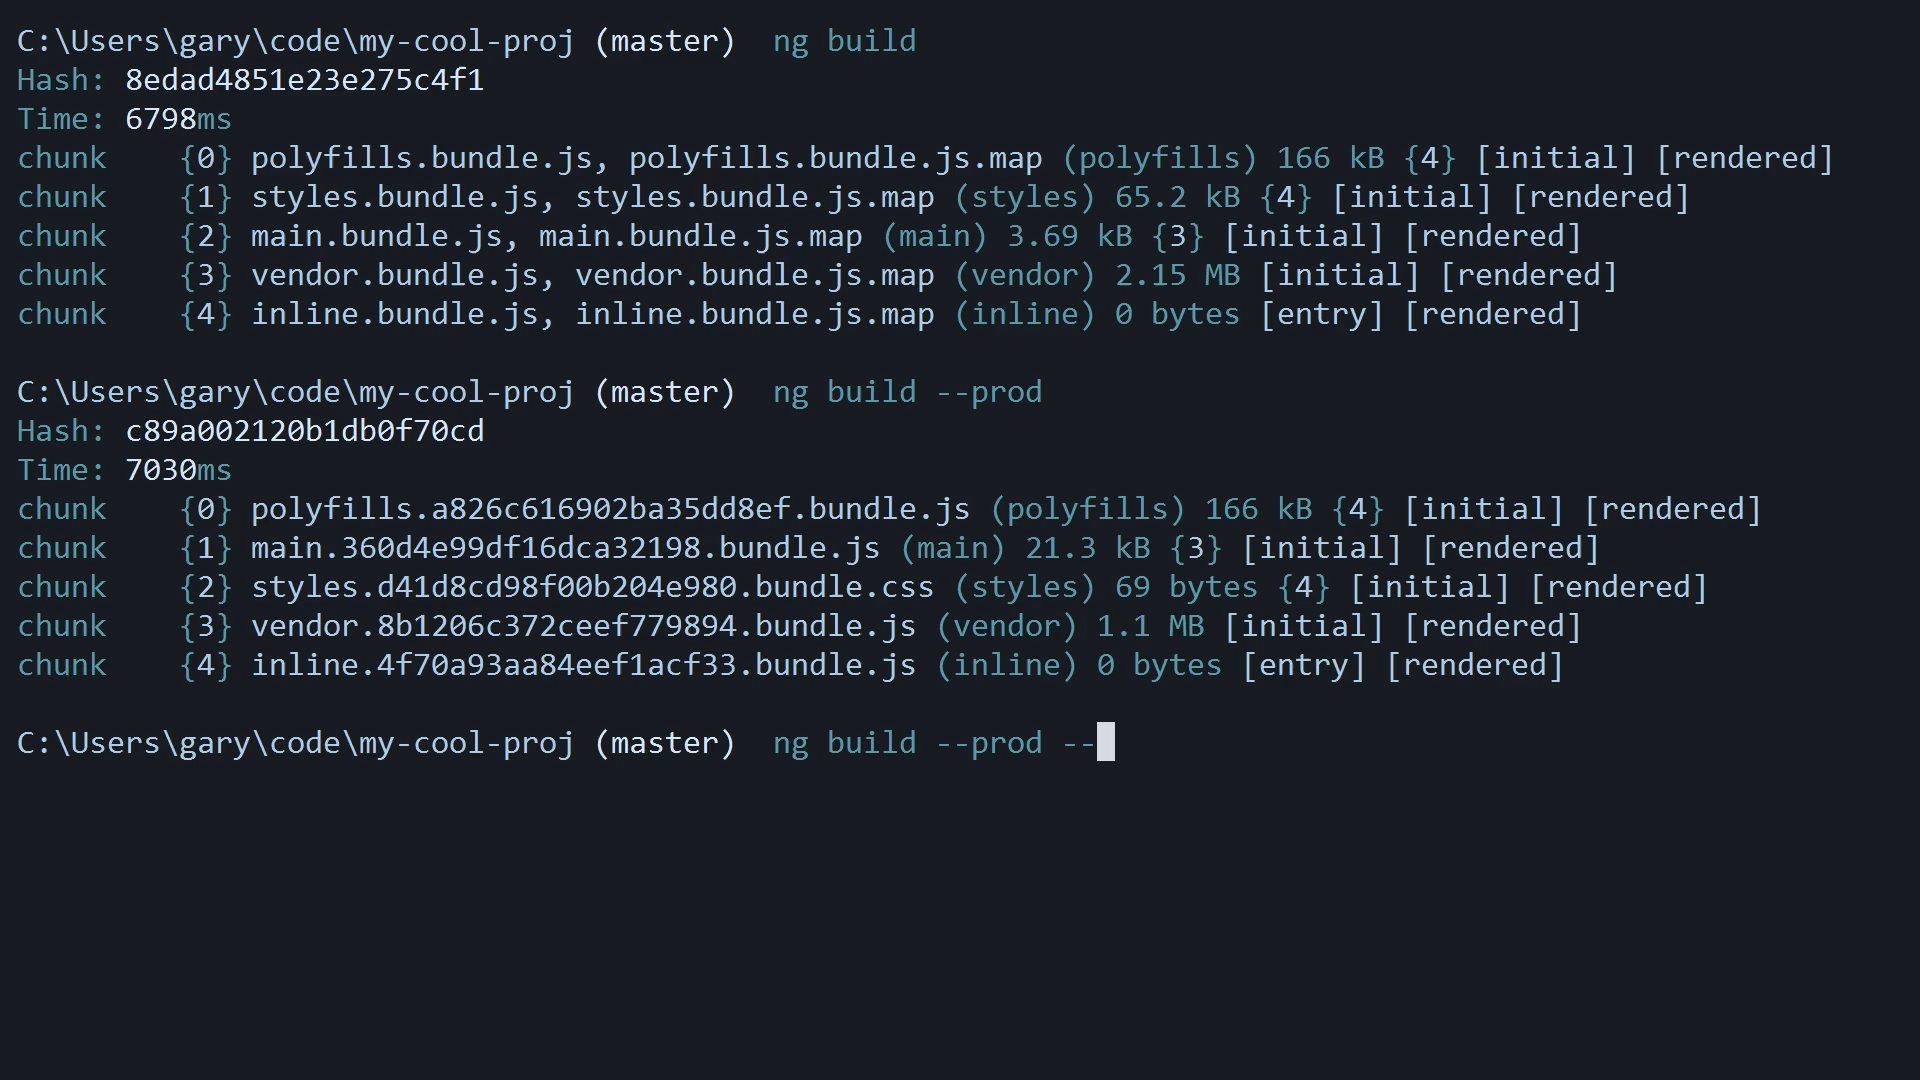 C:\Users\gary\code\my-cool-proj (master)  ng build
Hash: 8edad4851e23e275c4f1
Time: 6798ms
chunk    {0} polyfills.bundle.js, polyfills.bundle.js.map (polyfills) 166 kB {4} [initial] [rendered]
chunk    {1} styles.bundle.js, styles.bundle.js.map (styles) 65.2 kB {4} [initial] [rendered]
chunk    {2} main.bundle.js, main.bundle.js.map (main) 3.69 kB {3} [initial] [rendered]
chunk    {3} vendor.bundle.js, vendor.bundle.js.map (vendor) 2.15 MB [initial] [rendered]
chunk    {4} inline.bundle.js, inline.bundle.js.map (inline) 0 bytes [entry] [rendered]
C:\Users\gary\code\my-cool-proj (master)  ng build --prod
Hash: c89a002120b1db0f70cd
Time: 7030ms
chunk    {0} polyfills.a826c616902ba35dd8ef.bundle.js (polyfills) 166 kB {4} [initial] [rendered]
chunk    {1} main.360d4e99df16dca32198.bundle.js (main) 21.3 kB {3} [initial] [rendered]
chunk    {2} styles.d41d8cd98f00b204e980.bundle.css (styles) 69 bytes {4} [initial] [rendered]
chunk    {3} vendor.8b1206c372ceef779894.bundle.js (vendor) 1.1 MB [initial] [rendered]
chunk    {4} inline.4f70a93aa84eef1acf33.bundle.js (inline) 0 bytes [entry] [rendered]
C:\Users\gary\code\my-cool-proj (master)  ng build --prod --